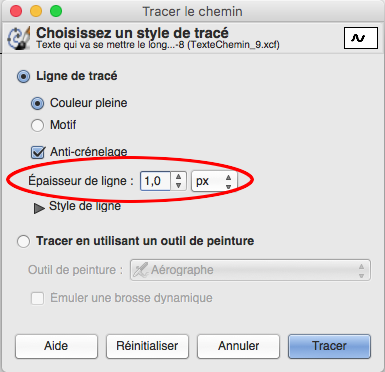 Tracer le chemin
Choisissez un style de tracé
Texte qui va se mettre le long...-8 (TexteChemin_9.xcf)
Ligne de tracé
Couleur pleine
Motif
Anti-crénelage
Épaisseur de ligne : 1,0 px
Style de ligne
Tracer en utilisant un outil de peinture
Outil de peinture : Aérographe
Emuler une brosse dynamique
Aide Réinitialiser Annuler Tracer